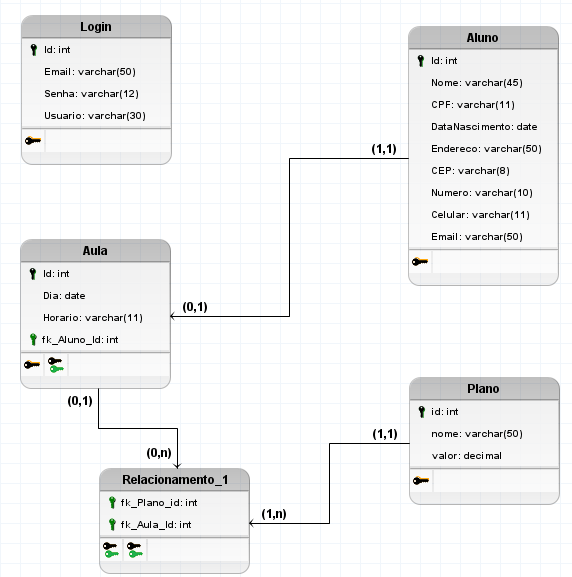 Login
Id: int
Email: varchar(50)
Senha: varchar(12)
Usuario: varchar(30)
Aluno
Id: int
Nome: varchar(45)
CPF: varchar(11)
DataNascimento: date
Endereco: varchar(50)
CEP: varchar(8)
Numero: varchar(10)
Celular: varchar(11)
Email: varchar(50)
(1,1)
Aula
Id: int
Dia: date
Horario: varchar(11)
fk_Aluno_Id: int
(0,1)
(0,1)
(0,n)
Plano
id: int
nome: varchar(50)
valor: decimal
(1,1)
Relacionamento_1
fk_Plano_id: int
fk_Aula_Id: int
(1,n)